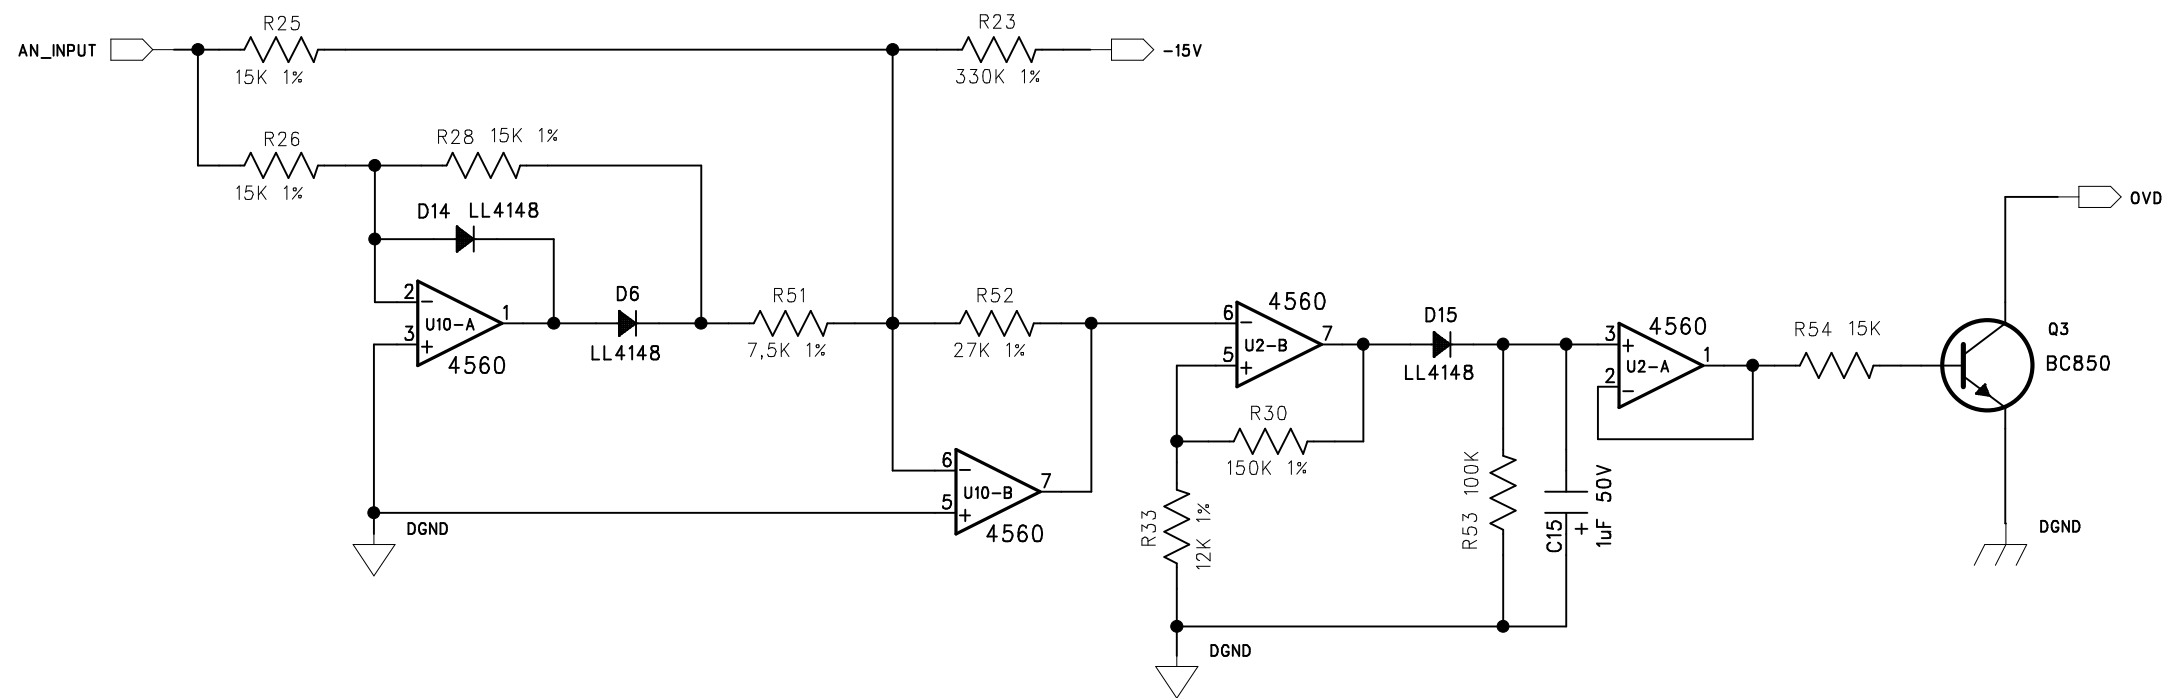 R25
R23
AN_INPUT
-15V
15K 1%
330K 1%
R26
R28 15K 1%
15K 1%
D14 LL4148
OVD
D6
R51
R52
4560
D15
2
1
6
7
4560
3
U10-A
LL4148
7,5K 1%
27K 1%
5
U2-B
LL4148
3
1
R54 15K
Q3
4560
2
U2-A
BC850
R30
150K 1%
6
7
5
U10-B
4560
DGND
R33
12K 1%
R53 100K
C15
+
1uF 50V
DGND
DGND